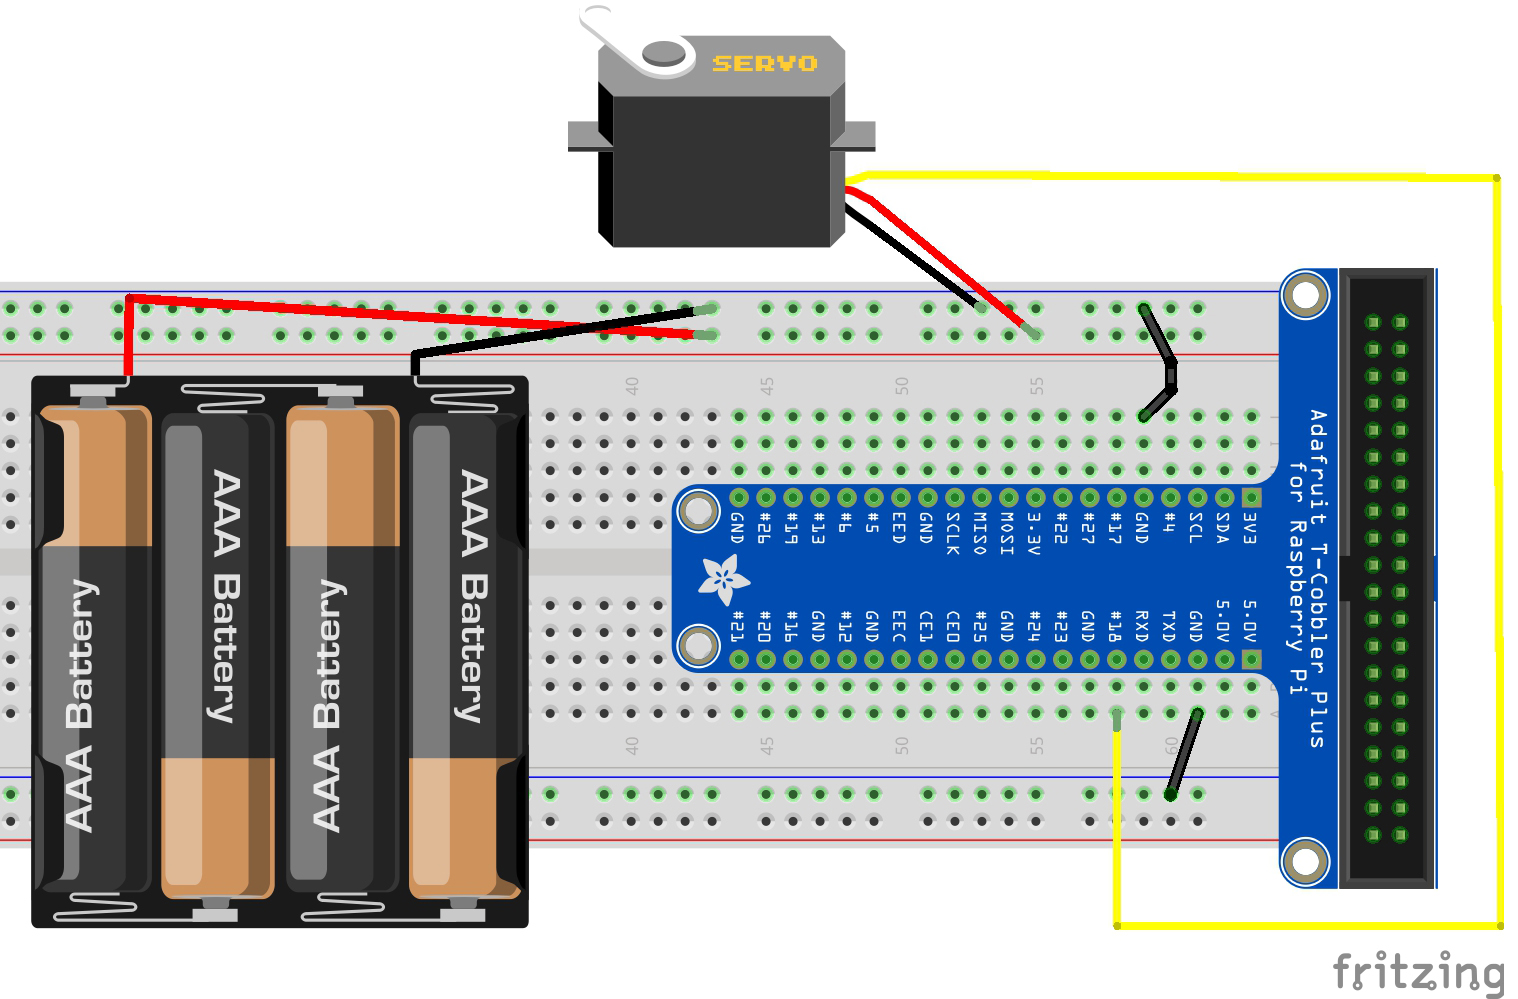 SERVO
40
45
50
55
GND
#26
#19
#13
#6
#5
EED
GND
SCLK
MISO
MOSI
3.3V
#22
#27
#17
GND
#4
SCL
SDA
3V3
Adafruit T-Cobbler Plus
for Raspberry Pi
#21
#20
#16
GND
#12
GND
EEC
CE1
CE0
#25
GND
#24
#23
#18
RXD
TXD
GND
5.0V
5.0V
AAA Battery
AAA Battery
AAA Battery
AAA Battery
40
45
50
55
60
A
fritzing